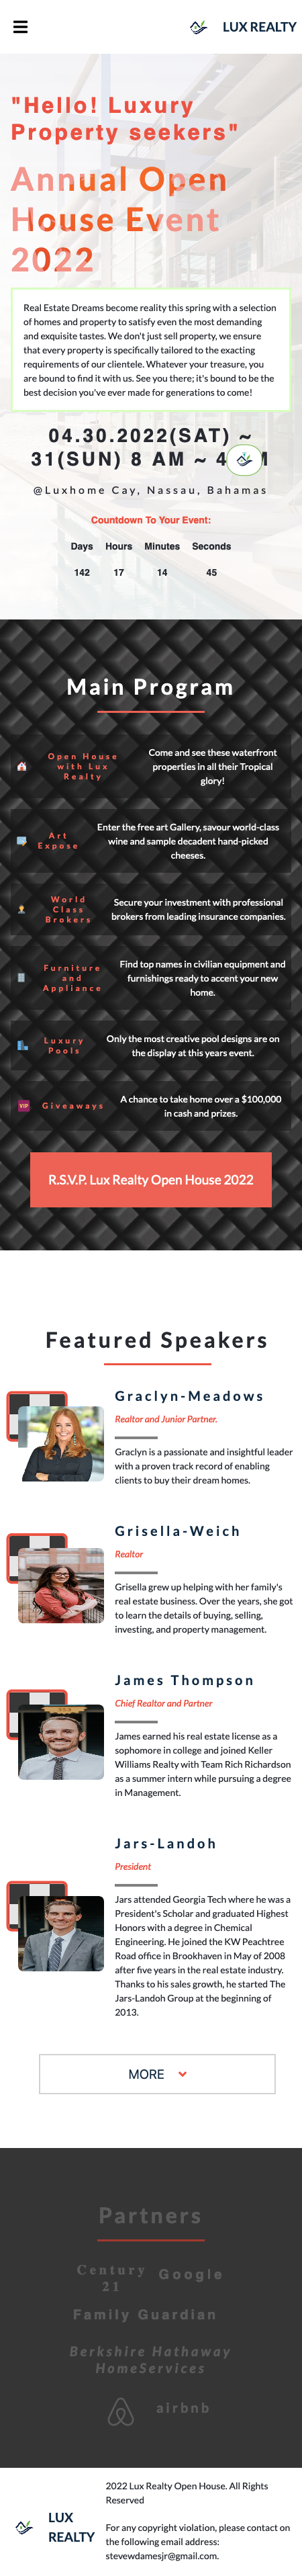 LUX REALTY
"Hello! Luxury
Property seekers"
Annual Open
House Event
2022
Real Estate Dreams become reality this spring with a selection
of homes and property to satisfy even the most demanding
and exquisite tastes. We don't just sell property, we ensure
that every property is specifically tailored to the exacting
requirements of our clientele. Whatever your treasure, you
are bound to find it with us. See you there; it's bound to be the
best decision you've ever made for generations to come!
04.30.2022(SAT) ~
31(SUN) 8 AM ~ 4 M
@Luxhome Cay, Nassau, Bahamas
Countdown To Your Event:
Days Hours Minutes Seconds
142 17 14 45
Main Program
Open House
with Lux
Realty
Come and see these waterfront
properties in all their Tropical
glory!
Art
Expose
Enter the free art Gallery, savour world-class
wine and sample decadent hand-picked
cheeses.
World
Class
Brokers
Secure your investment with professional
brokers from leading insurance companies.
Furniture
and
Appliance
Find top names in civilian equipment and
furnishings ready to accent your new
home.
Luxury
Pools
Only the most creative pool designs are on
the display at this years event.
VIP
Giveaways
A chance to take home over a $100,000
in cash and prizes.
R.S.V.P. Lux Realty Open House 2022
Featured Speakers
Graclyn-Meadows
Realtor and Junior Partner.
Graclyn is a passionate and insightful leader
with a proven track record of enabling
clients to buy their dream homes.
Grisella-Weich
Realtor
Grisella grew up helping with her family's
real estate business. Over the years, she got
to learn the details of buying, selling,
investing, and property management.
James Thompson
Chief Realtor and Partner
James earned his real estate license as a
sophomore in college and joined Keller
Williams Realty with Team Rich Richardson
as a summer intern while pursuing a degree
in Management.
Jars-Landoh
President
Jars attended Georgia Tech where he was a
President's Scholar and graduated Highest
Honors with a degree in Chemical
Engineering. He joined the KW Peachtree
Road office in Brookhaven in May of 2008
after five years in the real estate industry.
Thanks to his sales growth, he started The
Jars-Landoh Group at the beginning of
2013.
MORE
Partners
Century
21
Google
Family Guardian
Berkshire Hathaway
HomeServices
airbnb
LUX
REALTY
2022 Lux Realty Open House. All Rights
Reserved
For any copyright violation, please contact on
the following email address:
stevewdamesjr@gmail.com.